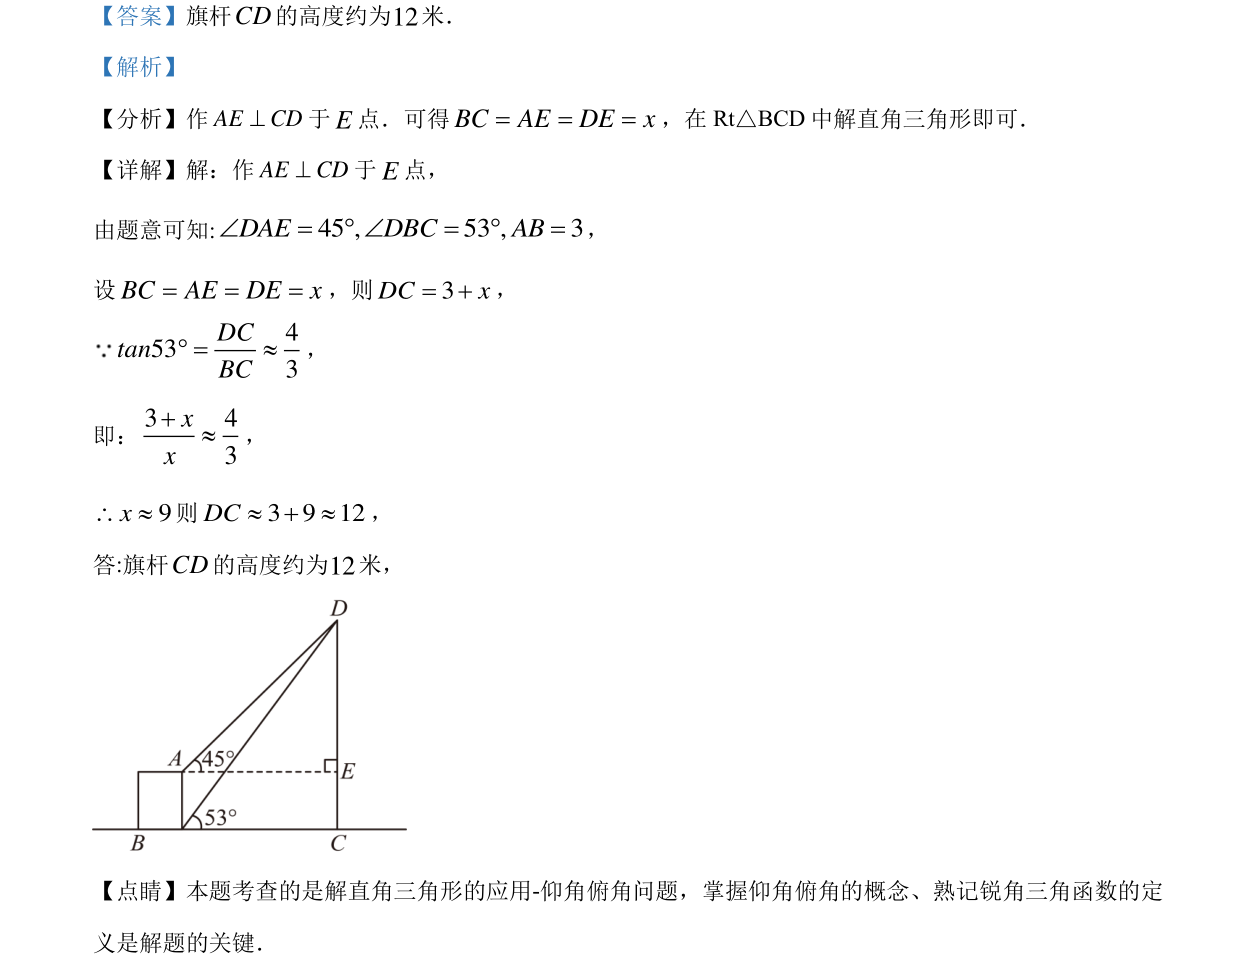 【答案】旗杆CD的高度约为12米．
【解析】
【分析】作AE⊥CD于E点．可得BC = AE = DE = x，在 Rt△BCD 中解直角三角形即可．
【详解】解：作AE⊥CD于E点，
由题意可知:∠DAE = 45°,∠DBC = 53°, AB = 3，
设BC = AE = DE = x，则DC = 3 + x，
∵tan53° = DC/BC ≈ 4/3，
即：(3 + x)/x ≈ 4/3，
∴x ≈ 9则DC ≈ 3+9 ≈ 12，
答:旗杆CD的高度约为12米，
D
A 45°
E
53°
B C
【点睛】本题考查的是解直角三角形的应用-仰角俯角问题，掌握仰角俯角的概念、熟记锐角三角函数的定
义是解题的关键．